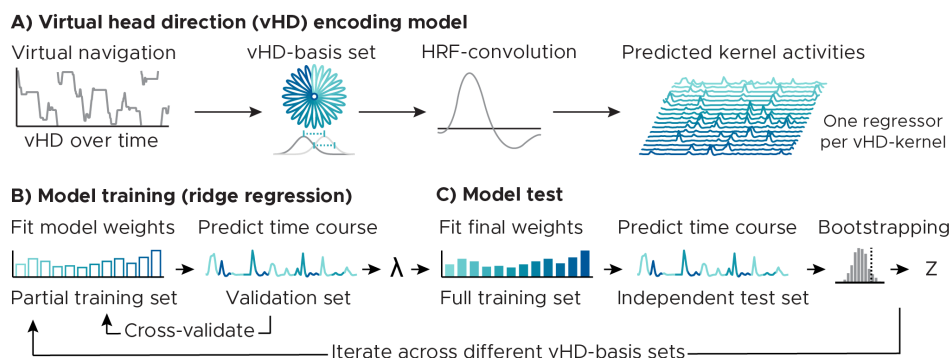 A) Virtual head direction (vHD) encoding model
Virtual navigation
vHD-basis set
HRF-convolution
Predicted kernel activities
vHD over time
One regressor
per vHD-kernel
B) Model training (ridge regression)
C) Model test
Fit model weights
Predict time course
Fit final weights
Predict time course
Bootstrapping
λ
Z
Partial training set
Validation set
Full training set
Independent test set
Cross-validate
Iterate across different vHD-basis sets